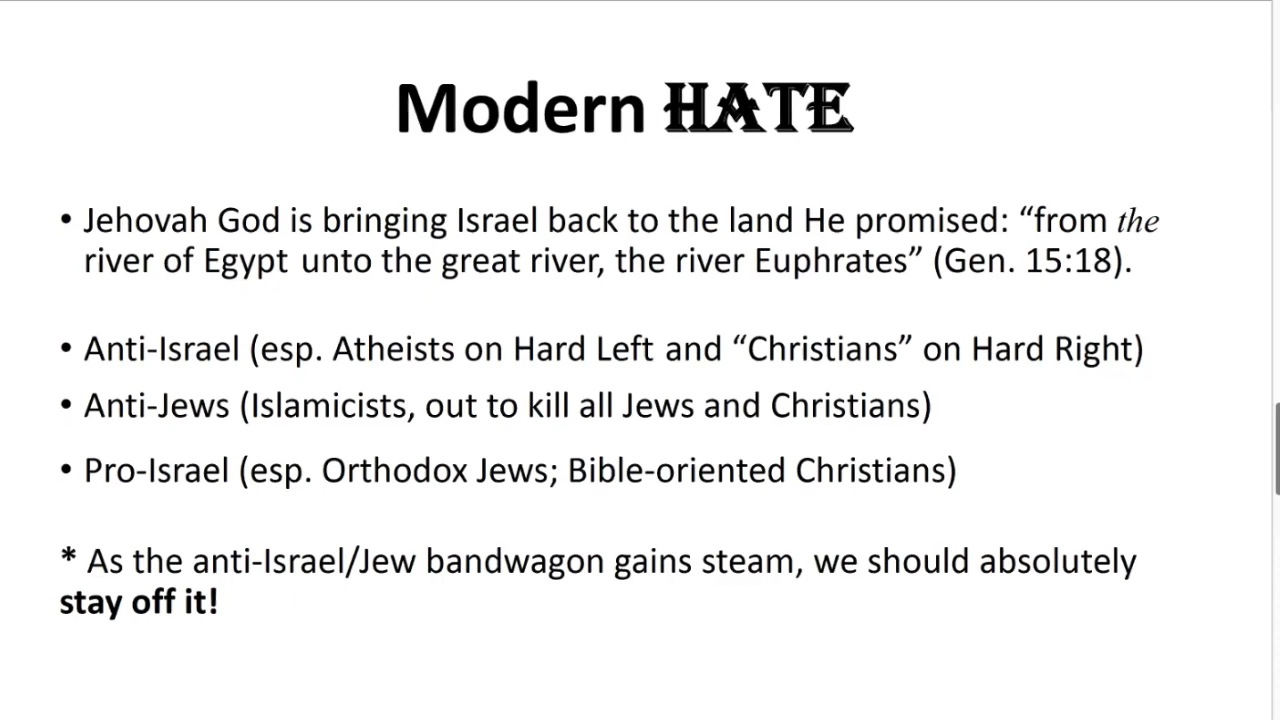 Modern HATE
• Jehovah God is bringing Israel back to the land He promised: “from the
river of Egypt unto the great river, the river Euphrates” (Gen. 15:18).
• Anti-Israel (esp. Atheists on Hard Left and “Christians” on Hard Right)
• Anti-Jews (Islamicists, out to kill all Jews and Christians)
• Pro-Israel (esp. Orthodox Jews; Bible-oriented Christians)
* As the anti-Israel/Jew bandwagon gains steam, we should absolutely
stay off it!